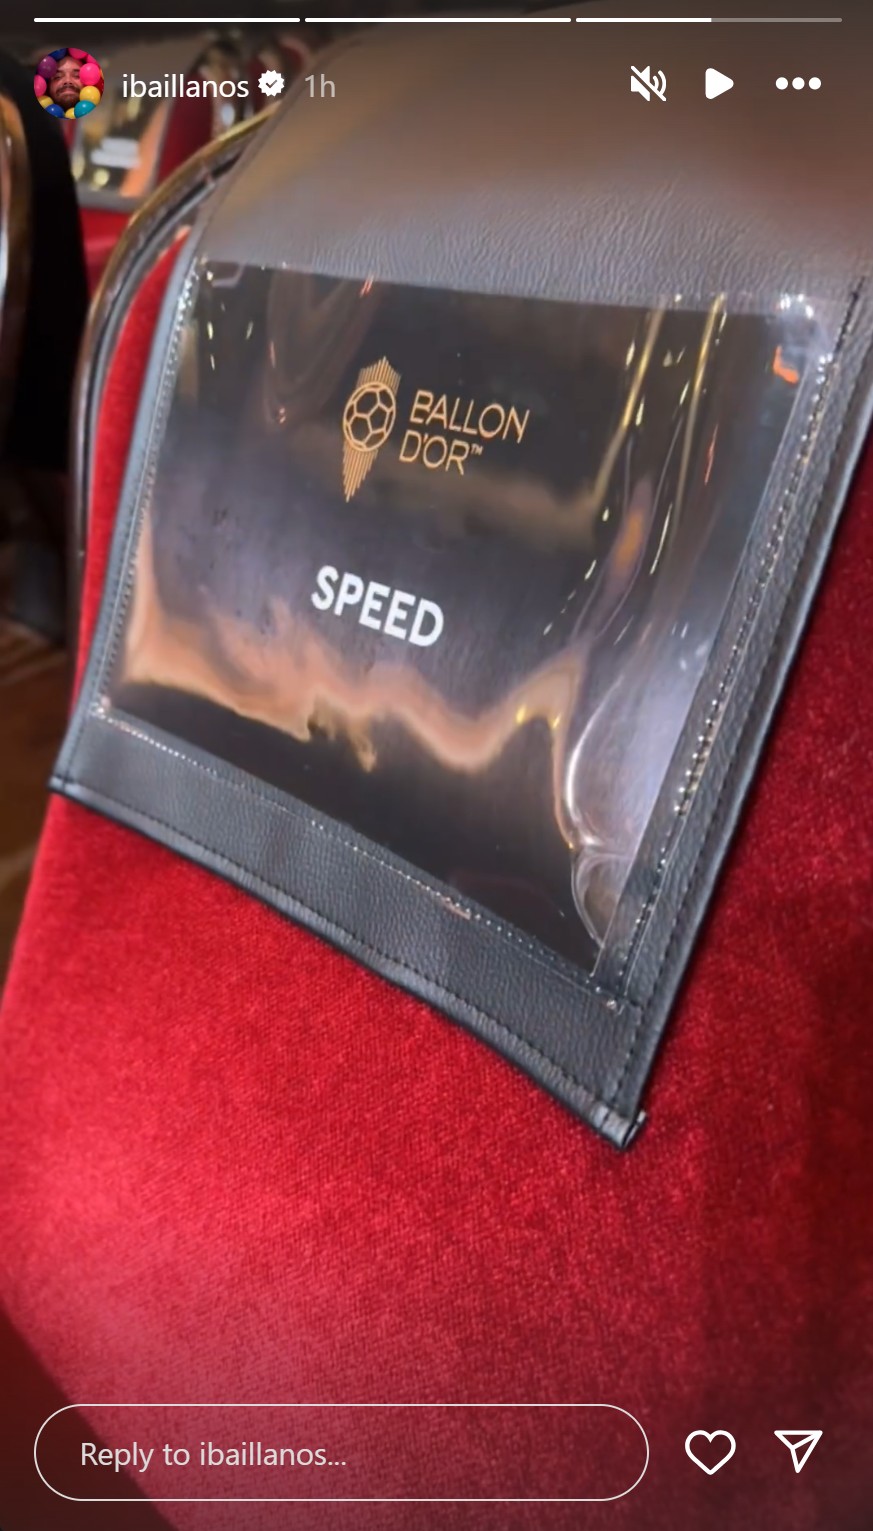 ibaillanos 1h
BALLON
D'OR™
SPEED
Reply to ibaillanos...